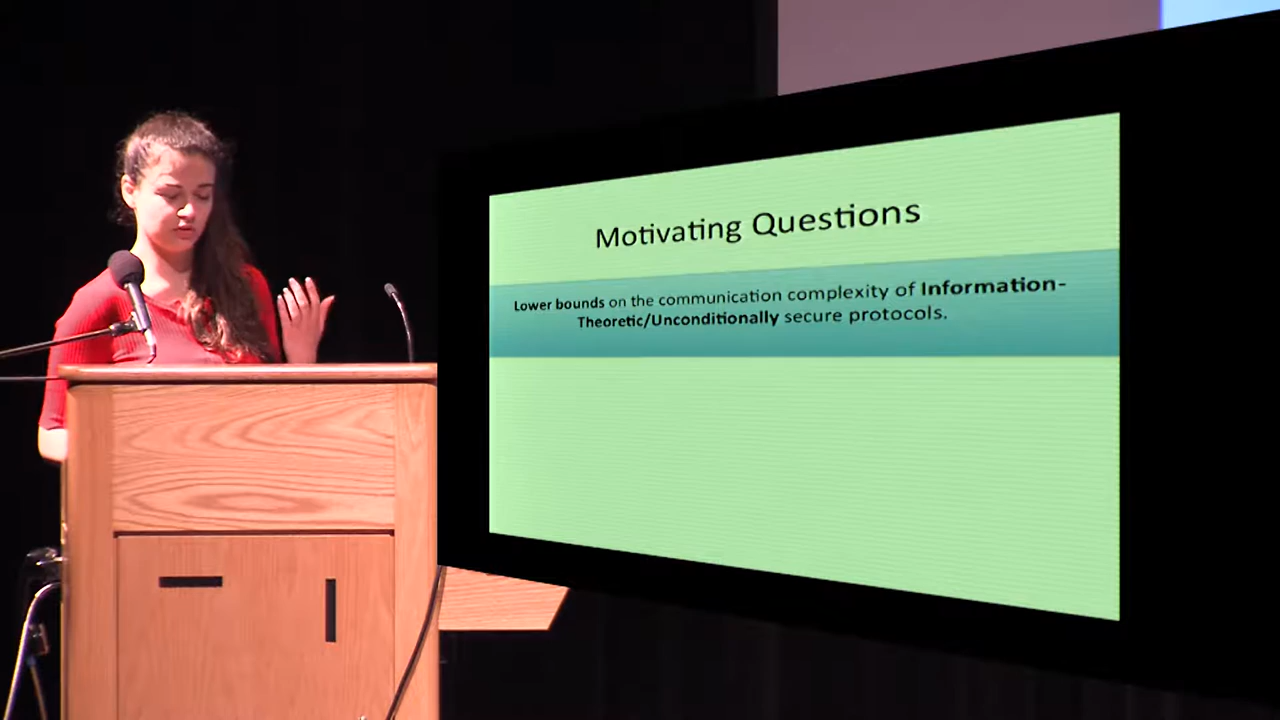 Motivating Questions
Lower bounds on the communication complexity of Information-
Theoretic/Unconditionally secure protocols.